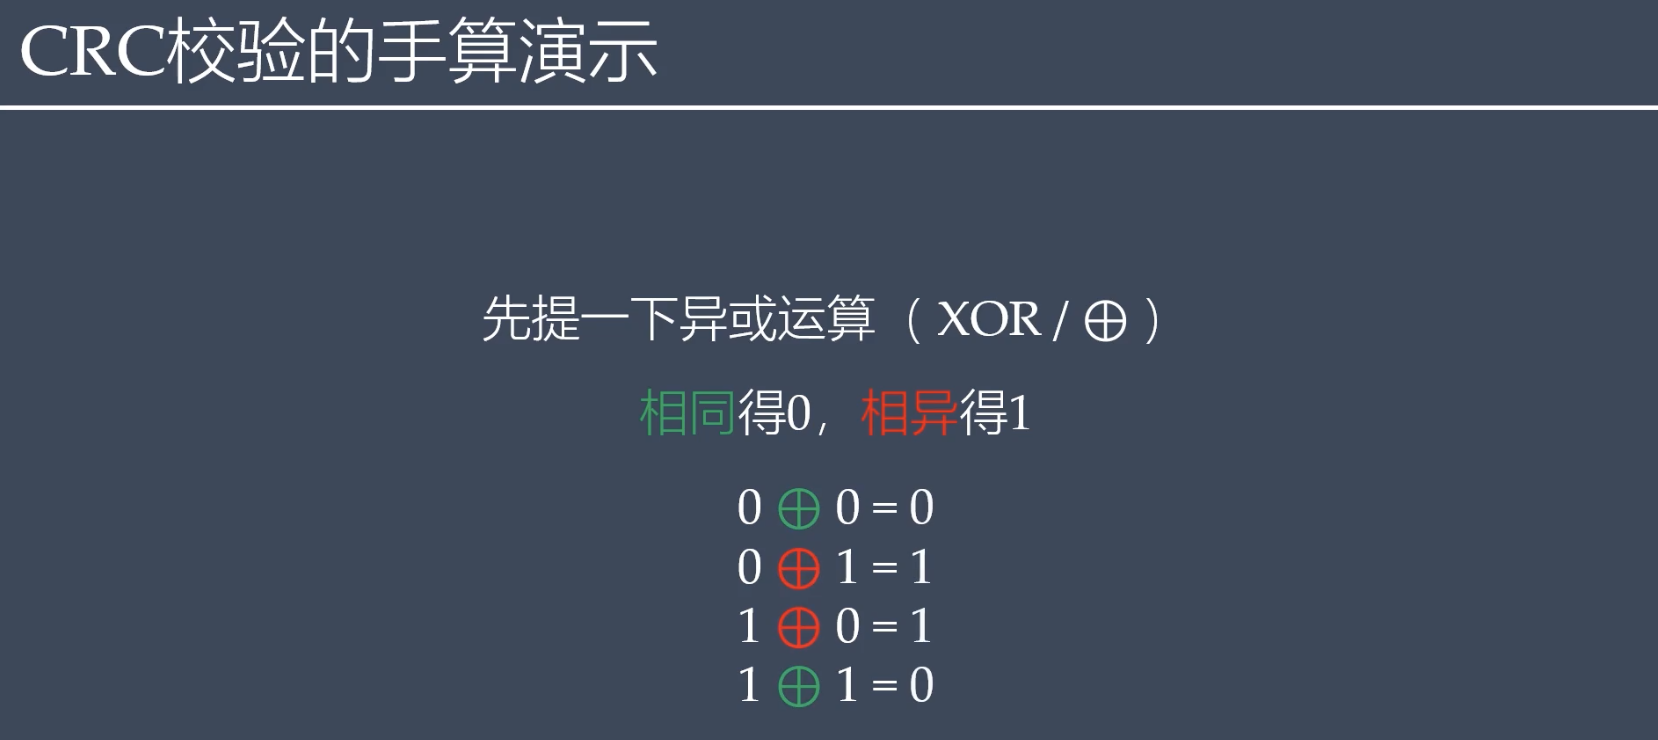 CRC校验的手算演示
先提一下异或运算（ XOR / ⊕ ）
相同得0，相异得1
0 ⊕ 0 = 0
0 ⊕ 1 = 1
1 ⊕ 0 = 1
1 ⊕ 1 = 0